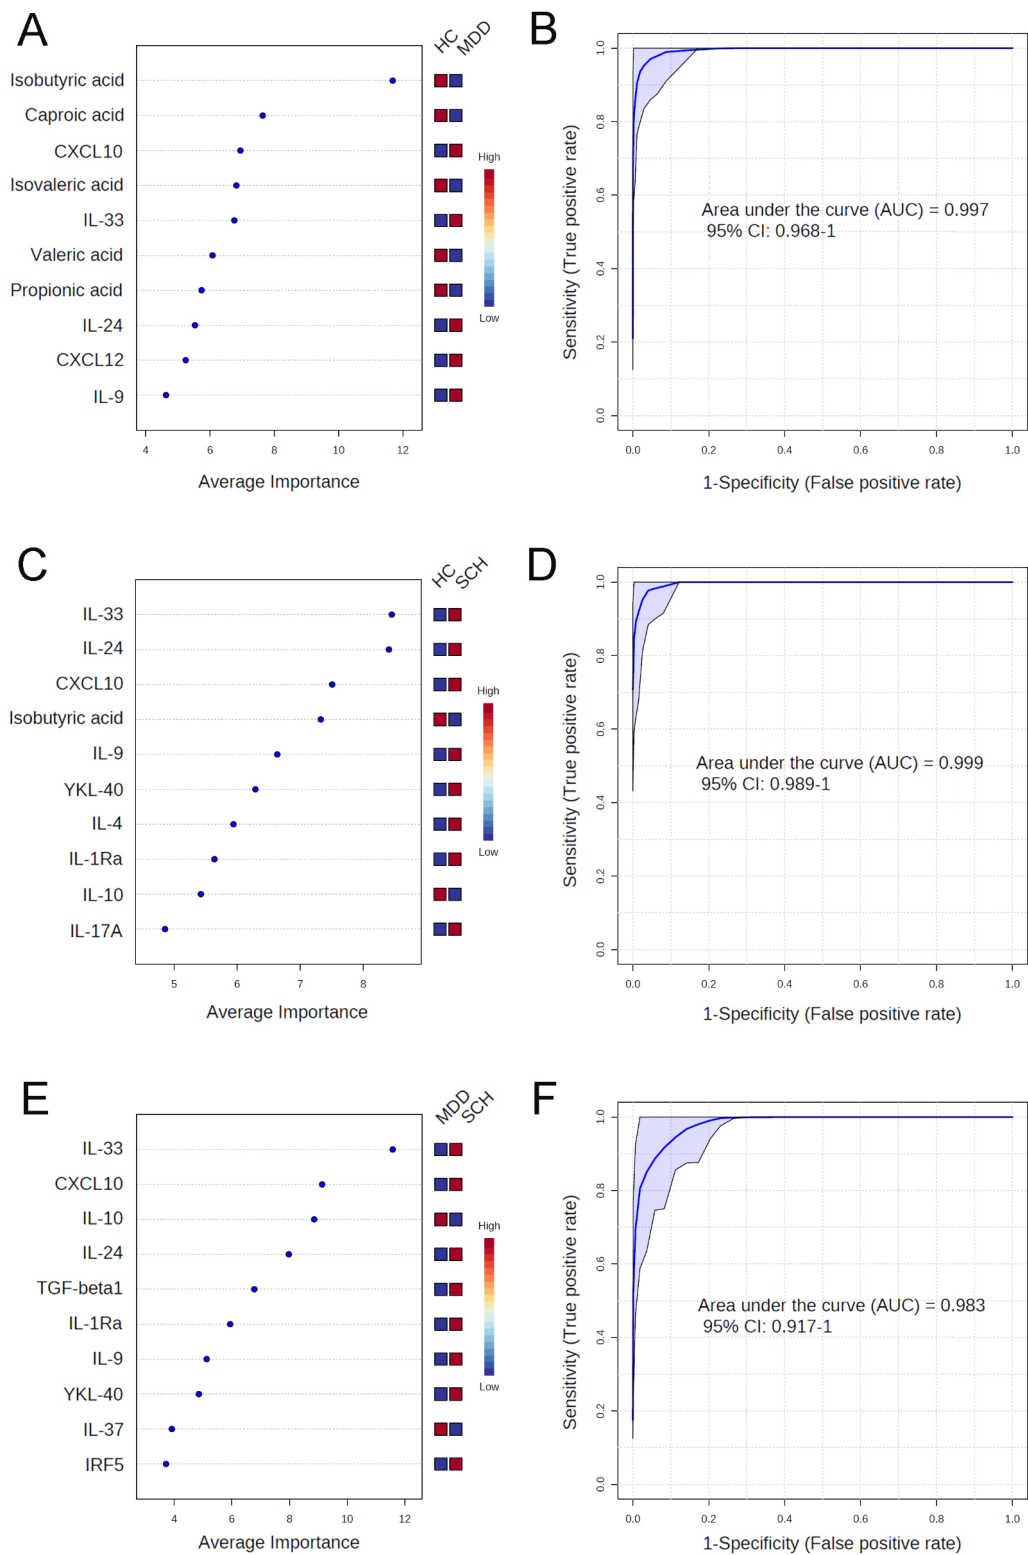 A
HC
MDD
Isobutyric acid
Caproic acid
CXCL10
Isovaleric acid
IL-33
Valeric acid
Propionic acid
IL-24
CXCL12
IL-9
High
Low
4 6 8 10 12
Average Importance
B
1.0
0.8
0.6
0.4
0.2
0.0
Sensitivity (True positive rate)
Area under the curve (AUC) = 0.997
95% CI: 0.968-1
0.0 0.2 0.4 0.6 0.8 1.0
1-Specificity (False positive rate)
C
HC
SCH
IL-33
IL-24
CXCL10
Isobutyric acid
IL-9
YKL-40
IL-4
IL-1Ra
IL-10
IL-17A
High
Low
5 6 7 8
Average Importance
D
1.0
0.8
0.6
0.4
0.2
0.0
Sensitivity (True positive rate)
Area under the curve (AUC) = 0.999
95% CI: 0.989-1
0.0 0.2 0.4 0.6 0.8 1.0
1-Specificity (False positive rate)
E
MDD
SCH
IL-33
CXCL10
IL-10
IL-24
TGF-beta1
IL-1Ra
IL-9
YKL-40
IL-37
IRF5
High
Low
4 6 8 10 12
Average Importance
F
1.0
0.8
0.6
0.4
0.2
0.0
Sensitivity (True positive rate)
Area under the curve (AUC) = 0.983
95% CI: 0.917-1
0.0 0.2 0.4 0.6 0.8 1.0
1-Specificity (False positive rate)